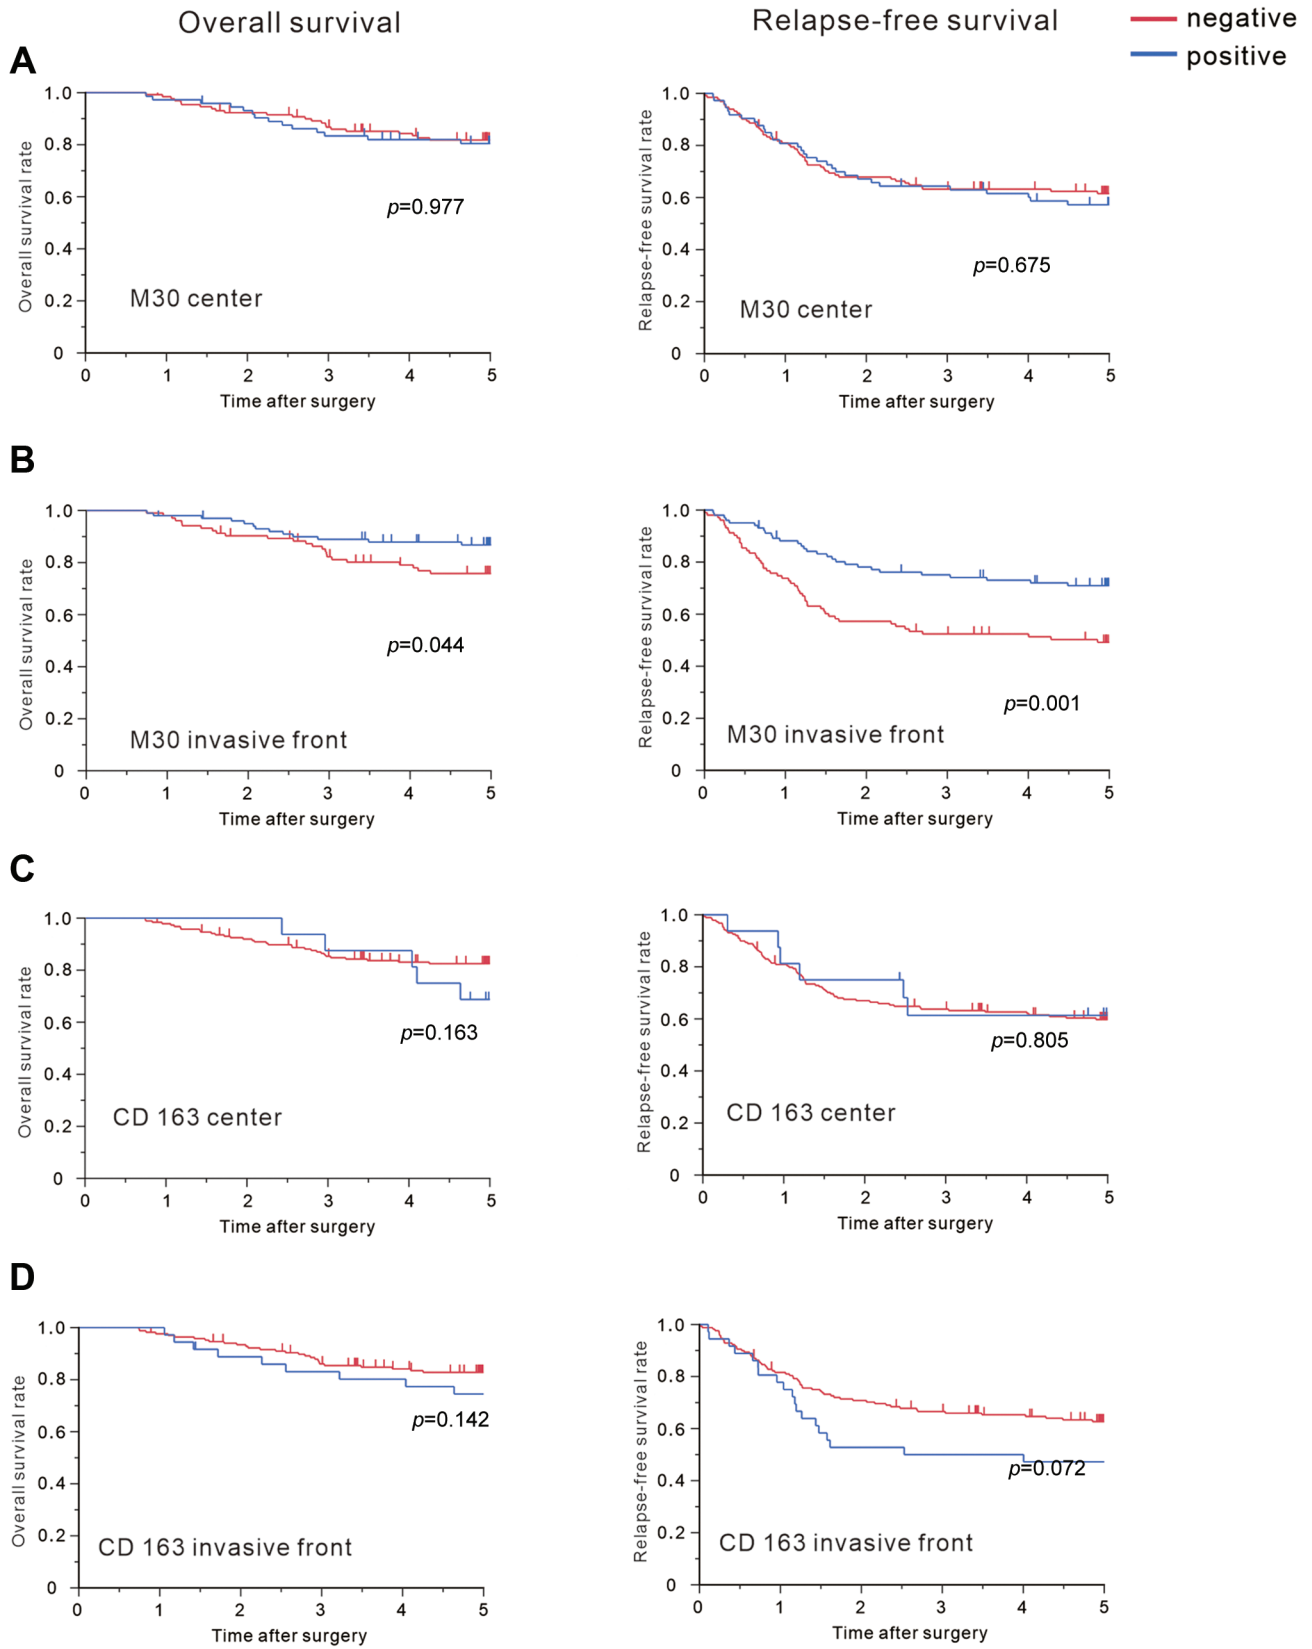 Overall survival
Relapse-free survival
negative
positive
A
1.0
0.8
0.6
0.4
0.2
0
Overall survival rate
p=0.977
M30 center
0 1 2 3 4 5
Time after surgery
1.0
0.8
0.6
0.4
0.2
0
Relapse-free survival rate
p=0.675
M30 center
0 1 2 3 4 5
Time after surgery
B
1.0
0.8
0.6
0.4
0.2
0
Overall survival rate
p=0.044
M30 invasive front
0 1 2 3 4 5
Time after surgery
1.0
0.8
0.6
0.4
0.2
0
Relapse-free survival rate
p=0.001
M30 invasive front
0 1 2 3 4 5
Time after surgery
C
1.0
0.8
0.6
0.4
0.2
0
Overall survival rate
p=0.163
CD 163 center
0 1 2 3 4 5
Time after surgery
1.0
0.8
0.6
0.4
0.2
0
Relapse-free survival rate
p=0.805
CD 163 center
0 1 2 3 4 5
Time after surgery
D
1.0
0.8
0.6
0.4
0.2
0
Overall survival rate
p=0.142
CD 163 invasive front
0 1 2 3 4 5
Time after surgery
1.0
0.8
0.6
0.4
0.2
0
Relapse-free survival rate
p=0.072
CD 163 invasive front
0 1 2 3 4 5
Time after surgery